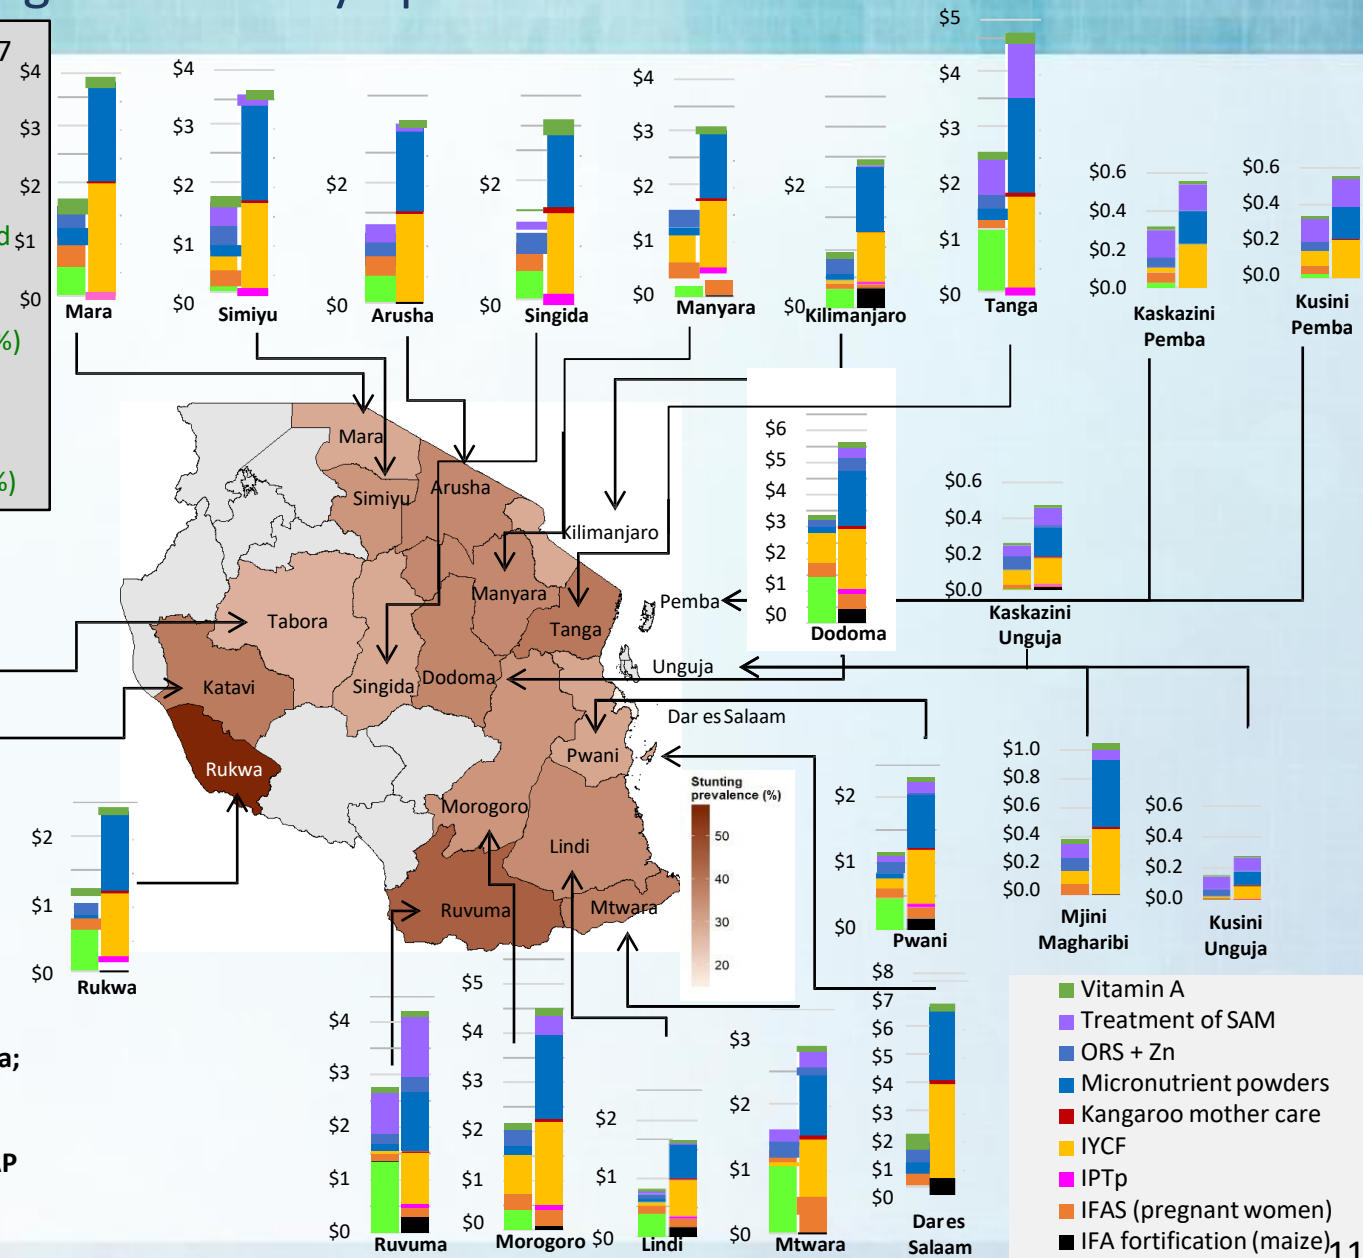 7
d
%)
%)
a;
AP
$4
$3
$2
$1
$0
Mara
$4
$3
$2
$1
$0
Simiyu
$2
$0
Arusha
$2
$0
Singida
$4
$3
$2
$1
$0
Manyara
$2
$0
Kilimanjaro
$5
$4
$3
$2
$1
$0
Tanga
$0.6
$0.4
$0.2
$0.0
Kaskazini
Pemba
$0.6
$0.4
$0.2
$0.0
Kusini
Pemba
$6
$5
$4
$3
$2
$1
$0
Dodoma
$0.6
$0.4
$0.2
$0.0
Kaskazini
Unguja
Mara
Simiyu
Arusha
Kilimanjaro
Manyara
Tanga
Tabora
Katavi
Singida
Dodoma
Pemba
Unguja
Dar es Salaam
Rukwa
Pwani
Morogoro
Lindi
Ruvuma
Mtwara
Stunting
prevalence (%)
50
40
30
20
$2
$1
$0
Rukwa
$2
$1
$0
Pwani
$1.0
$0.8
$0.6
$0.4
$0.2
$0.0
Mjini
Magharibi
$0.6
$0.4
$0.2
$0.0
Kusini
Unguja
$4
$3
$2
$1
$0
Ruvuma
$5
$4
$3
$2
$1
$0
Morogoro
$2
$1
$0
Lindi
$3
$2
$1
$0
Mtwara
$8
$7
$6
$5
$4
$3
$2
$1
$0
Dar es
Salaam
Vitamin A
Treatment of SAM
ORS + Zn
Micronutrient powders
Kangaroo mother care
IYCF
IPTp
IFAS (pregnant women)
IFA fortification (maize)
11